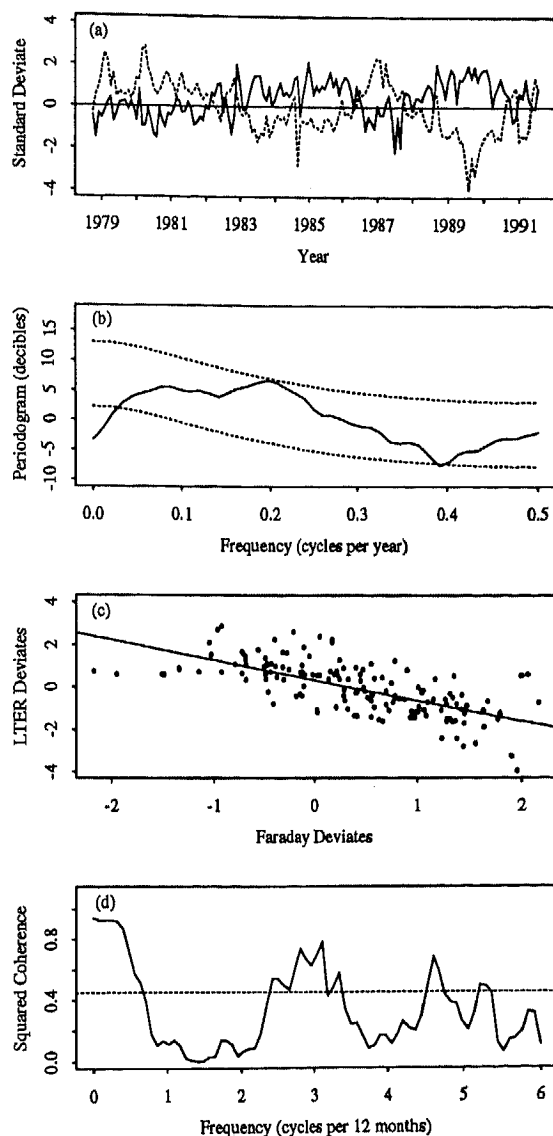 (a)
Standard Deviate
4
2
0
-2
-4
1979 1981 1983 1985 1987 1989 1991
Year
(b)
Periodogram (decibles)
15
10
5
0
-5
-10
0.0 0.1 0.2 0.3 0.4 0.5
Frequency (cycles per year)
(c)
LTER Deviates
4
2
0
-2
-4
-2 -1 0 1 2
Faraday Deviates
(d)
Squared Coherence
0.8
0.4
0.0
0 1 2 3 4 5 6
Frequency (cycles per 12 months)